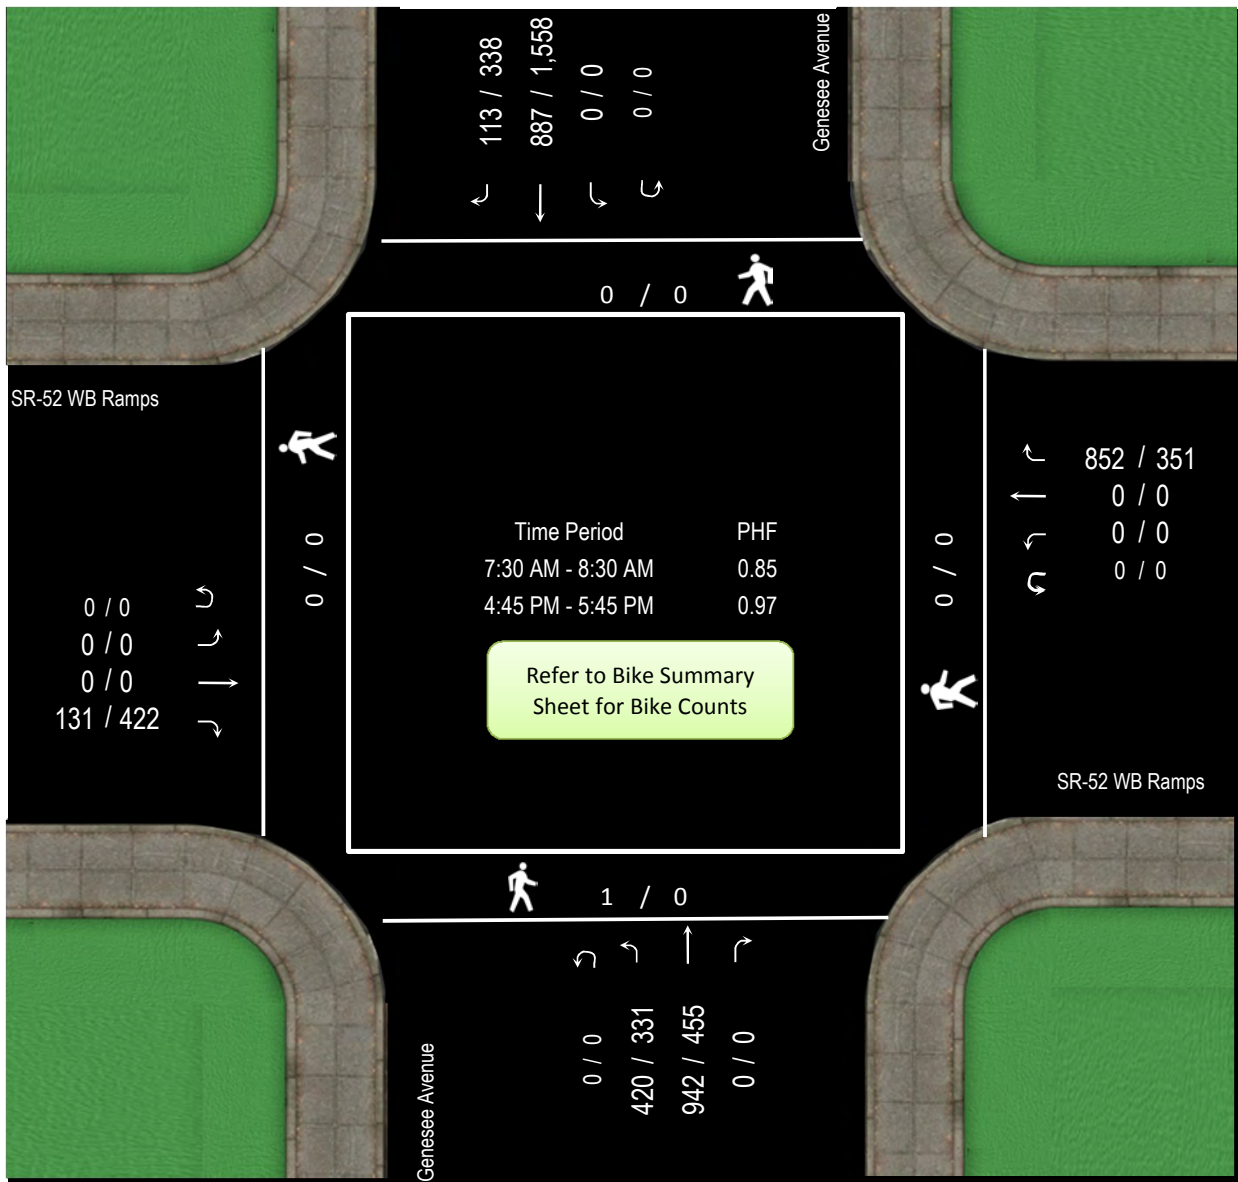 113 / 338
887 / 1,558
0 / 0
0 / 0
Genesee Avenue
0 / 0
SR-52 WB Ramps
0 / 0
0 / 0
0 / 0
0 / 0
131 / 422
Time Period PHF
7:30 AM - 8:30 AM 0.85
4:45 PM - 5:45 PM 0.97
Refer to Bike Summary
Sheet for Bike Counts
0 / 0
852 / 351
0 / 0
0 / 0
0 / 0
SR-52 WB Ramps
1 / 0
Genesee Avenue
0 / 0
420 / 331
942 / 455
0 / 0